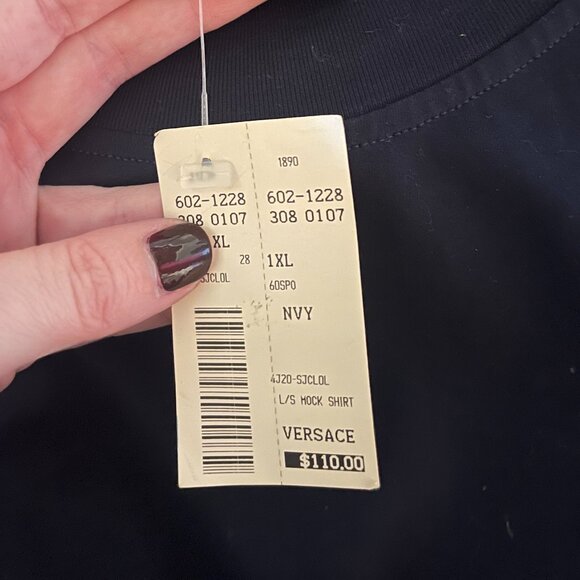 1890
602-1228 602-1228
308 0107 308 0107
XL
28 1XL
SJCLOL 60SPO
NVY
4J20-SJCLOL
L/S MOCK SHIRT
VERSACE
$110.00